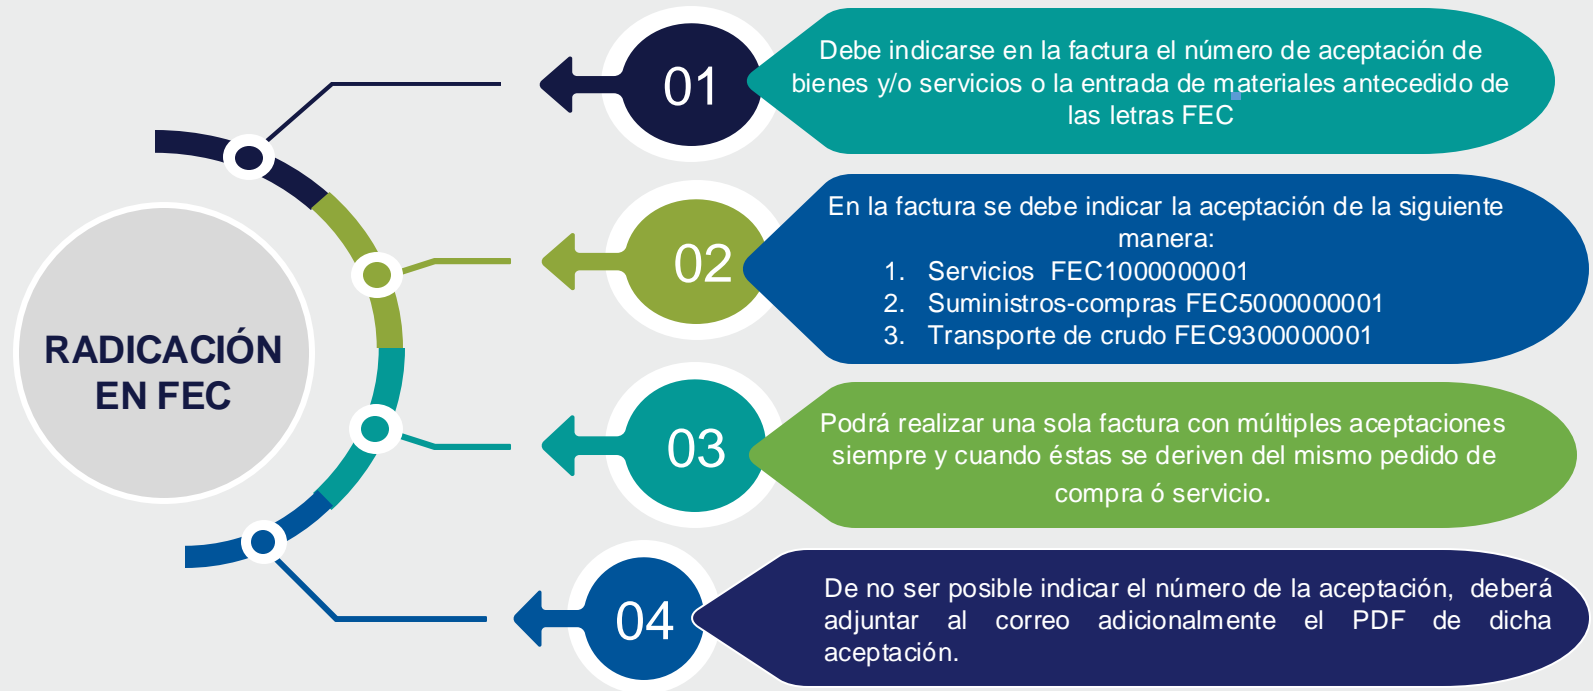 RADICACIÓN
EN FEC
01
Debe indicarse en la factura el número de aceptación de
bienes y/o servicios o la entrada de materiales antecedido de
las letras FEC
02
En la factura se debe indicar la aceptación de la siguiente
manera:
1. Servicios FEC1000000001
2. Suministros-compras FEC5000000001
3. Transporte de crudo FEC9300000001
03
Podrá realizar una sola factura con múltiples aceptaciones
siempre y cuando éstas se deriven del mismo pedido de
compra ó servicio.
04
De no ser posible indicar el número de la aceptación, deberá
adjuntar al correo adicionalmente el PDF de dicha
aceptación.